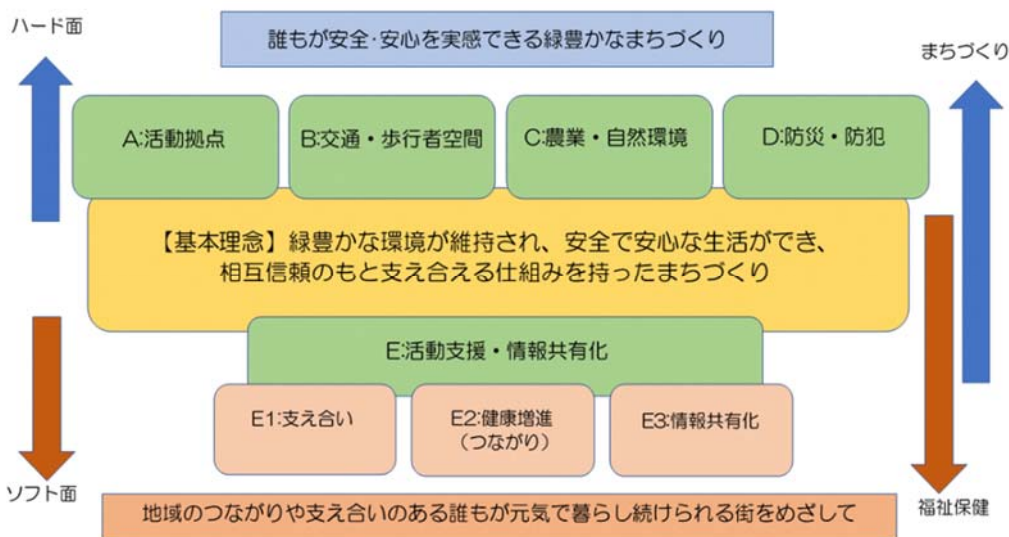 ハード面
誰もが安全・安心を実感できる緑豊かなまちづくり
まちづくり
A:活動拠点
B:交通・歩行者空間
C:農業・自然環境
D:防災・防犯
【基本理念】緑豊かな環境が維持され、安全で安心な生活ができ、
相互信頼のもと支え合える仕組みを持ったまちづくり
E:活動支援・情報共有化
E1:支え合い
E2:健康増進
(つながり)
E3:情報共有化
ソフト面
福祉保健
地域のつながりや支え合いのある誰もが元気で暮らし続けられる街をめざして